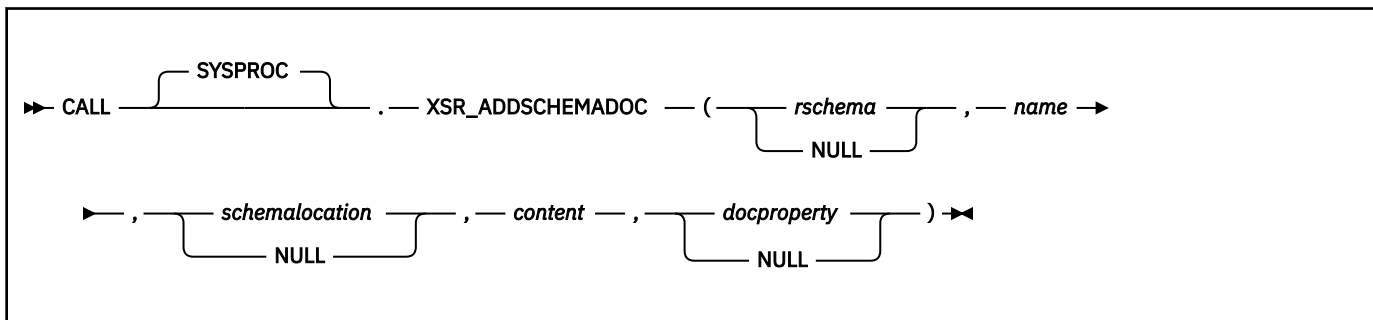 SYSPROC
CALL . XSR_ADDSCHEMADOC ( rschema , name
NULL
, schemalocation , content , docproperty )
NULL NULL